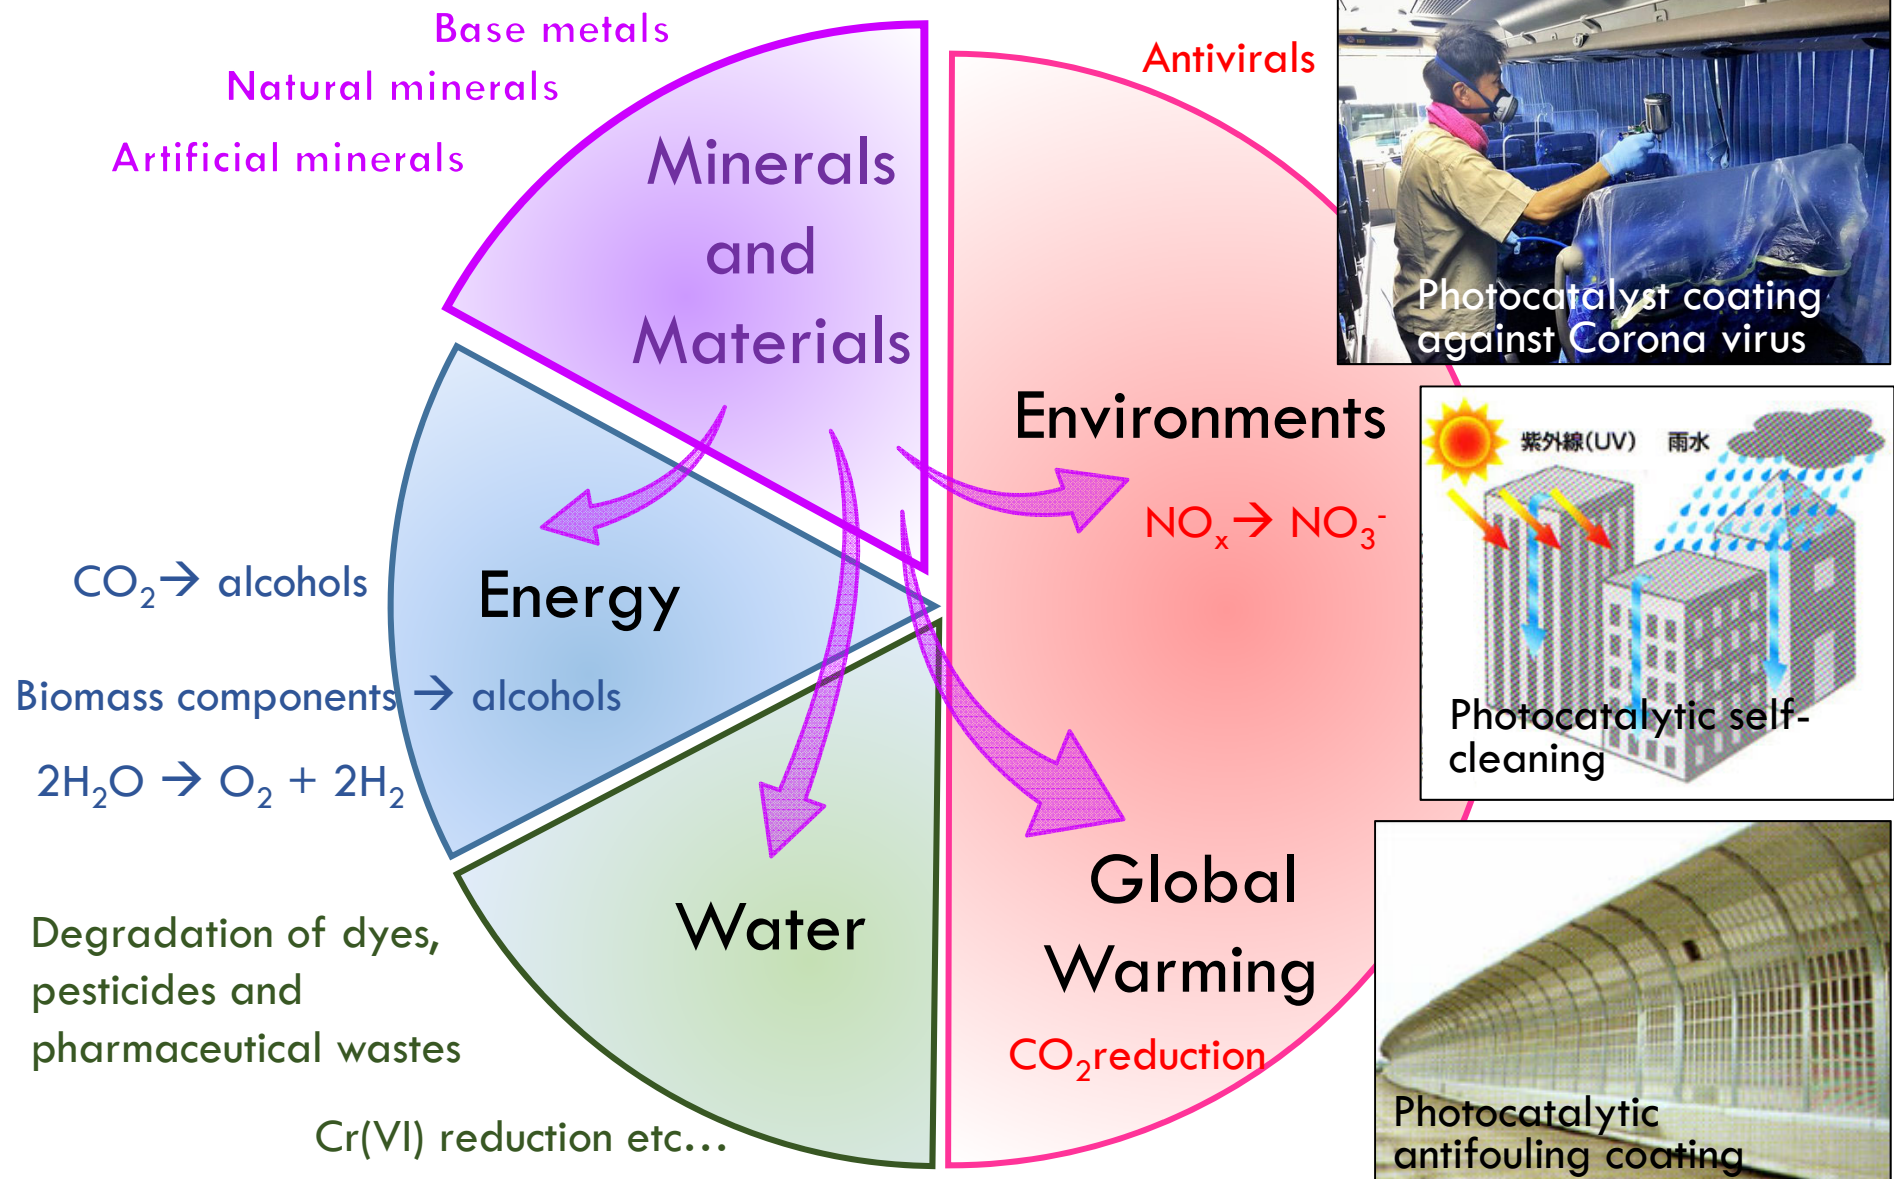 Base metals
Natural minerals
Artificial minerals
Minerals
and
Materials
Antivirals
Photocatalyst coating
against Corona virus
Environments
NOₓ → NO₃⁻
紫外線(UV) 雨水
Photocatalytic self-
cleaning
CO₂→ alcohols
Energy
Biomass components → alcohols
2H₂O → O₂ + 2H₂
Water
Degradation of dyes,
pesticides and
pharmaceutical wastes
Cr(VI) reduction etc…
Global
Warming
CO₂reduction
Photocatalytic
antifouling coating